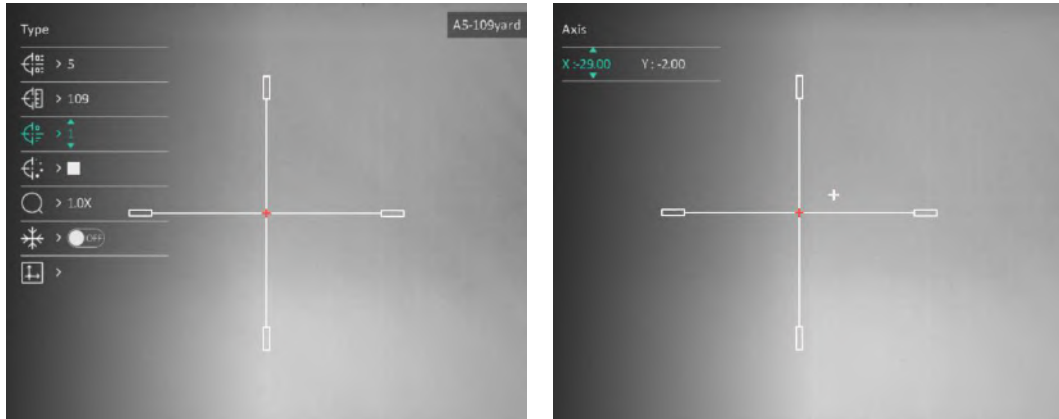 Type
A5-109yard
> 5
> 109
> 1
>
> 1.0X
> OFF
>
Axis
X :-29.00 Y : -2.00